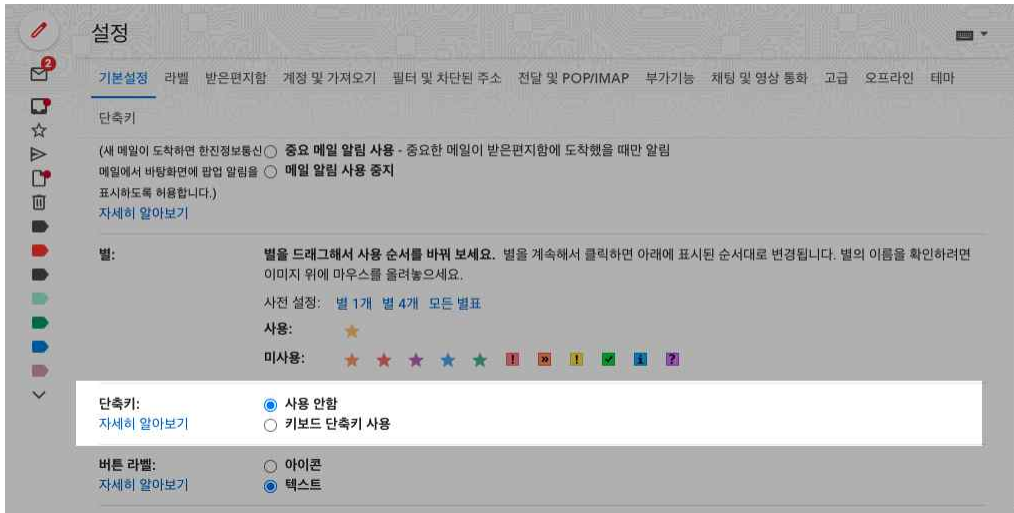 설정
2
기본설정 라벨 받은편지함 계정 및 가져오기 필터 및 차단된 주소 전달 및 POP/IMAP 부가기능 채팅 및 영상 통화 고급 오프라인 테마
단축키
(새 메일이 도착하면 한진정보통신 중요 메일 알림 사용 - 중요한 메일이 받은편지함에 도착했을 때만 알림
메일에서 바탕화면에 팝업 알림을 메일 알림 사용 중지
표시하도록 허용합니다.)
자세히 알아보기
별: 별을 드래그해서 사용 순서를 바꿔 보세요. 별을 계속해서 클릭하면 아래에 표시된 순서대로 변경됩니다. 별의 이름을 확인하려면
이미지 위에 마우스를 올려놓으세요.
사전 설정: 별 1개 별 4개 모든 별표
사용:
미사용: ! » ! i ?
단축키: 사용 안함
자세히 알아보기 키보드 단축키 사용
버튼 라벨: 아이콘
자세히 알아보기 텍스트